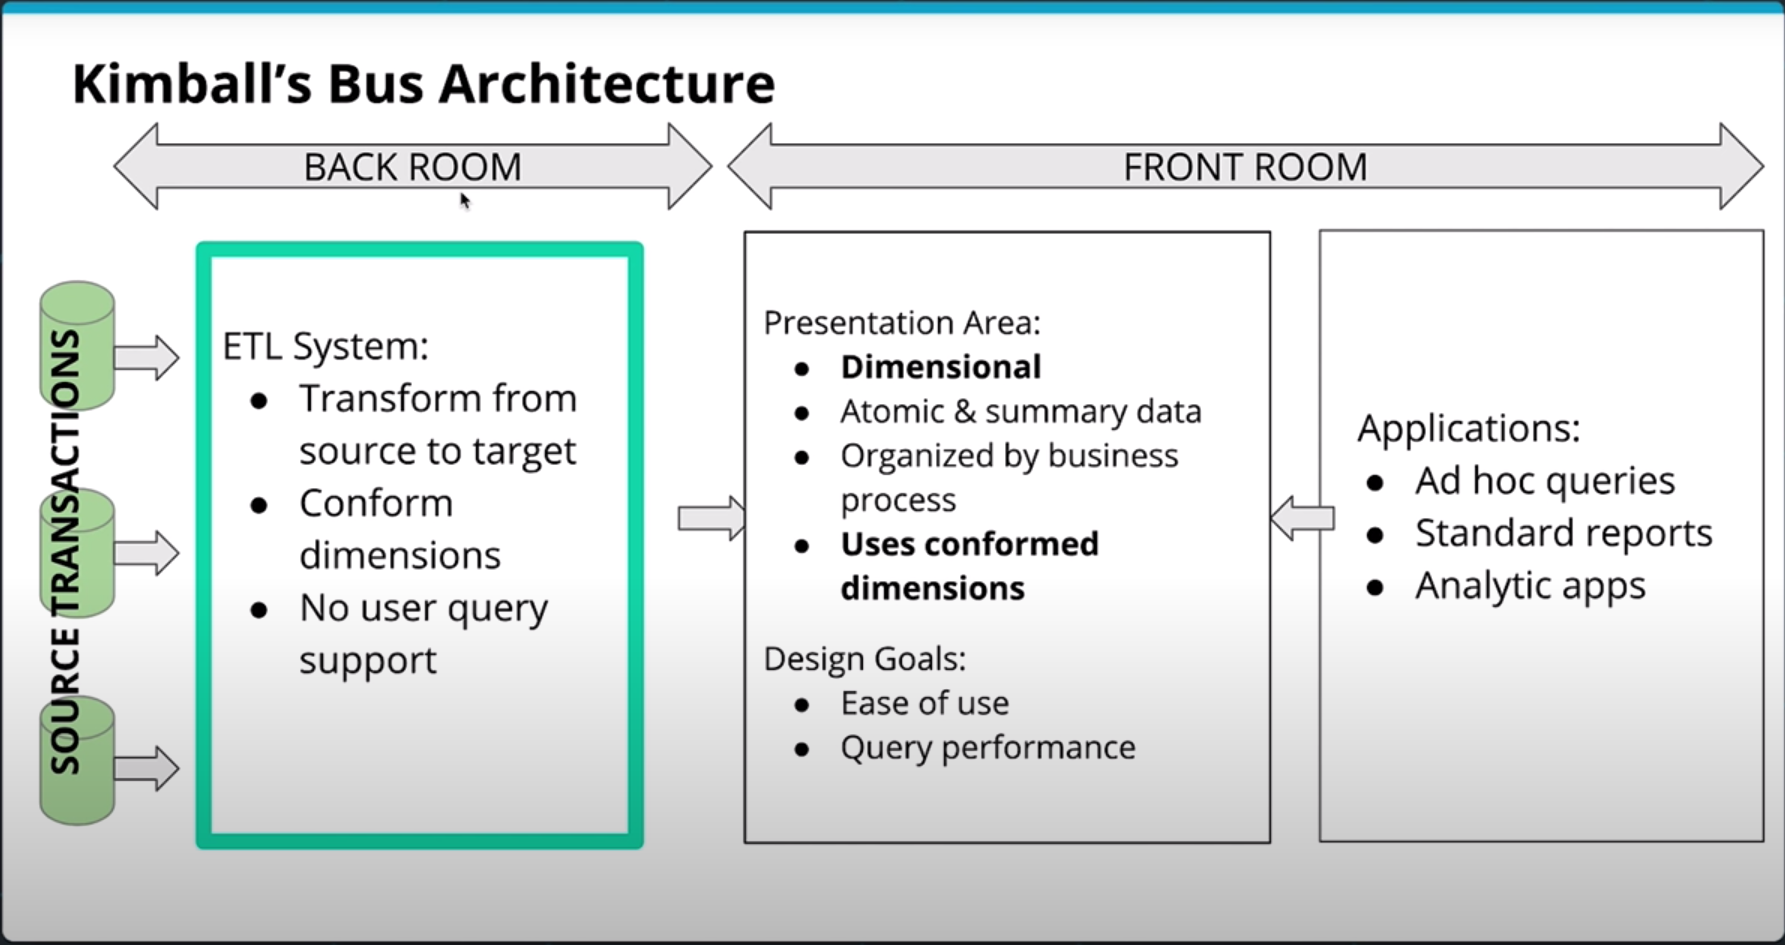 Kimball’s Bus Architecture
BACK ROOM
FRONT ROOM
SOURCE TRANSACTIONS
ETL System:
● Transform from
source to target
● Conform
dimensions
● No user query
support
Presentation Area:
● Dimensional
● Atomic & summary data
● Organized by business
process
● Uses conformed
dimensions
Design Goals:
● Ease of use
● Query performance
Applications:
● Ad hoc queries
● Standard reports
● Analytic apps